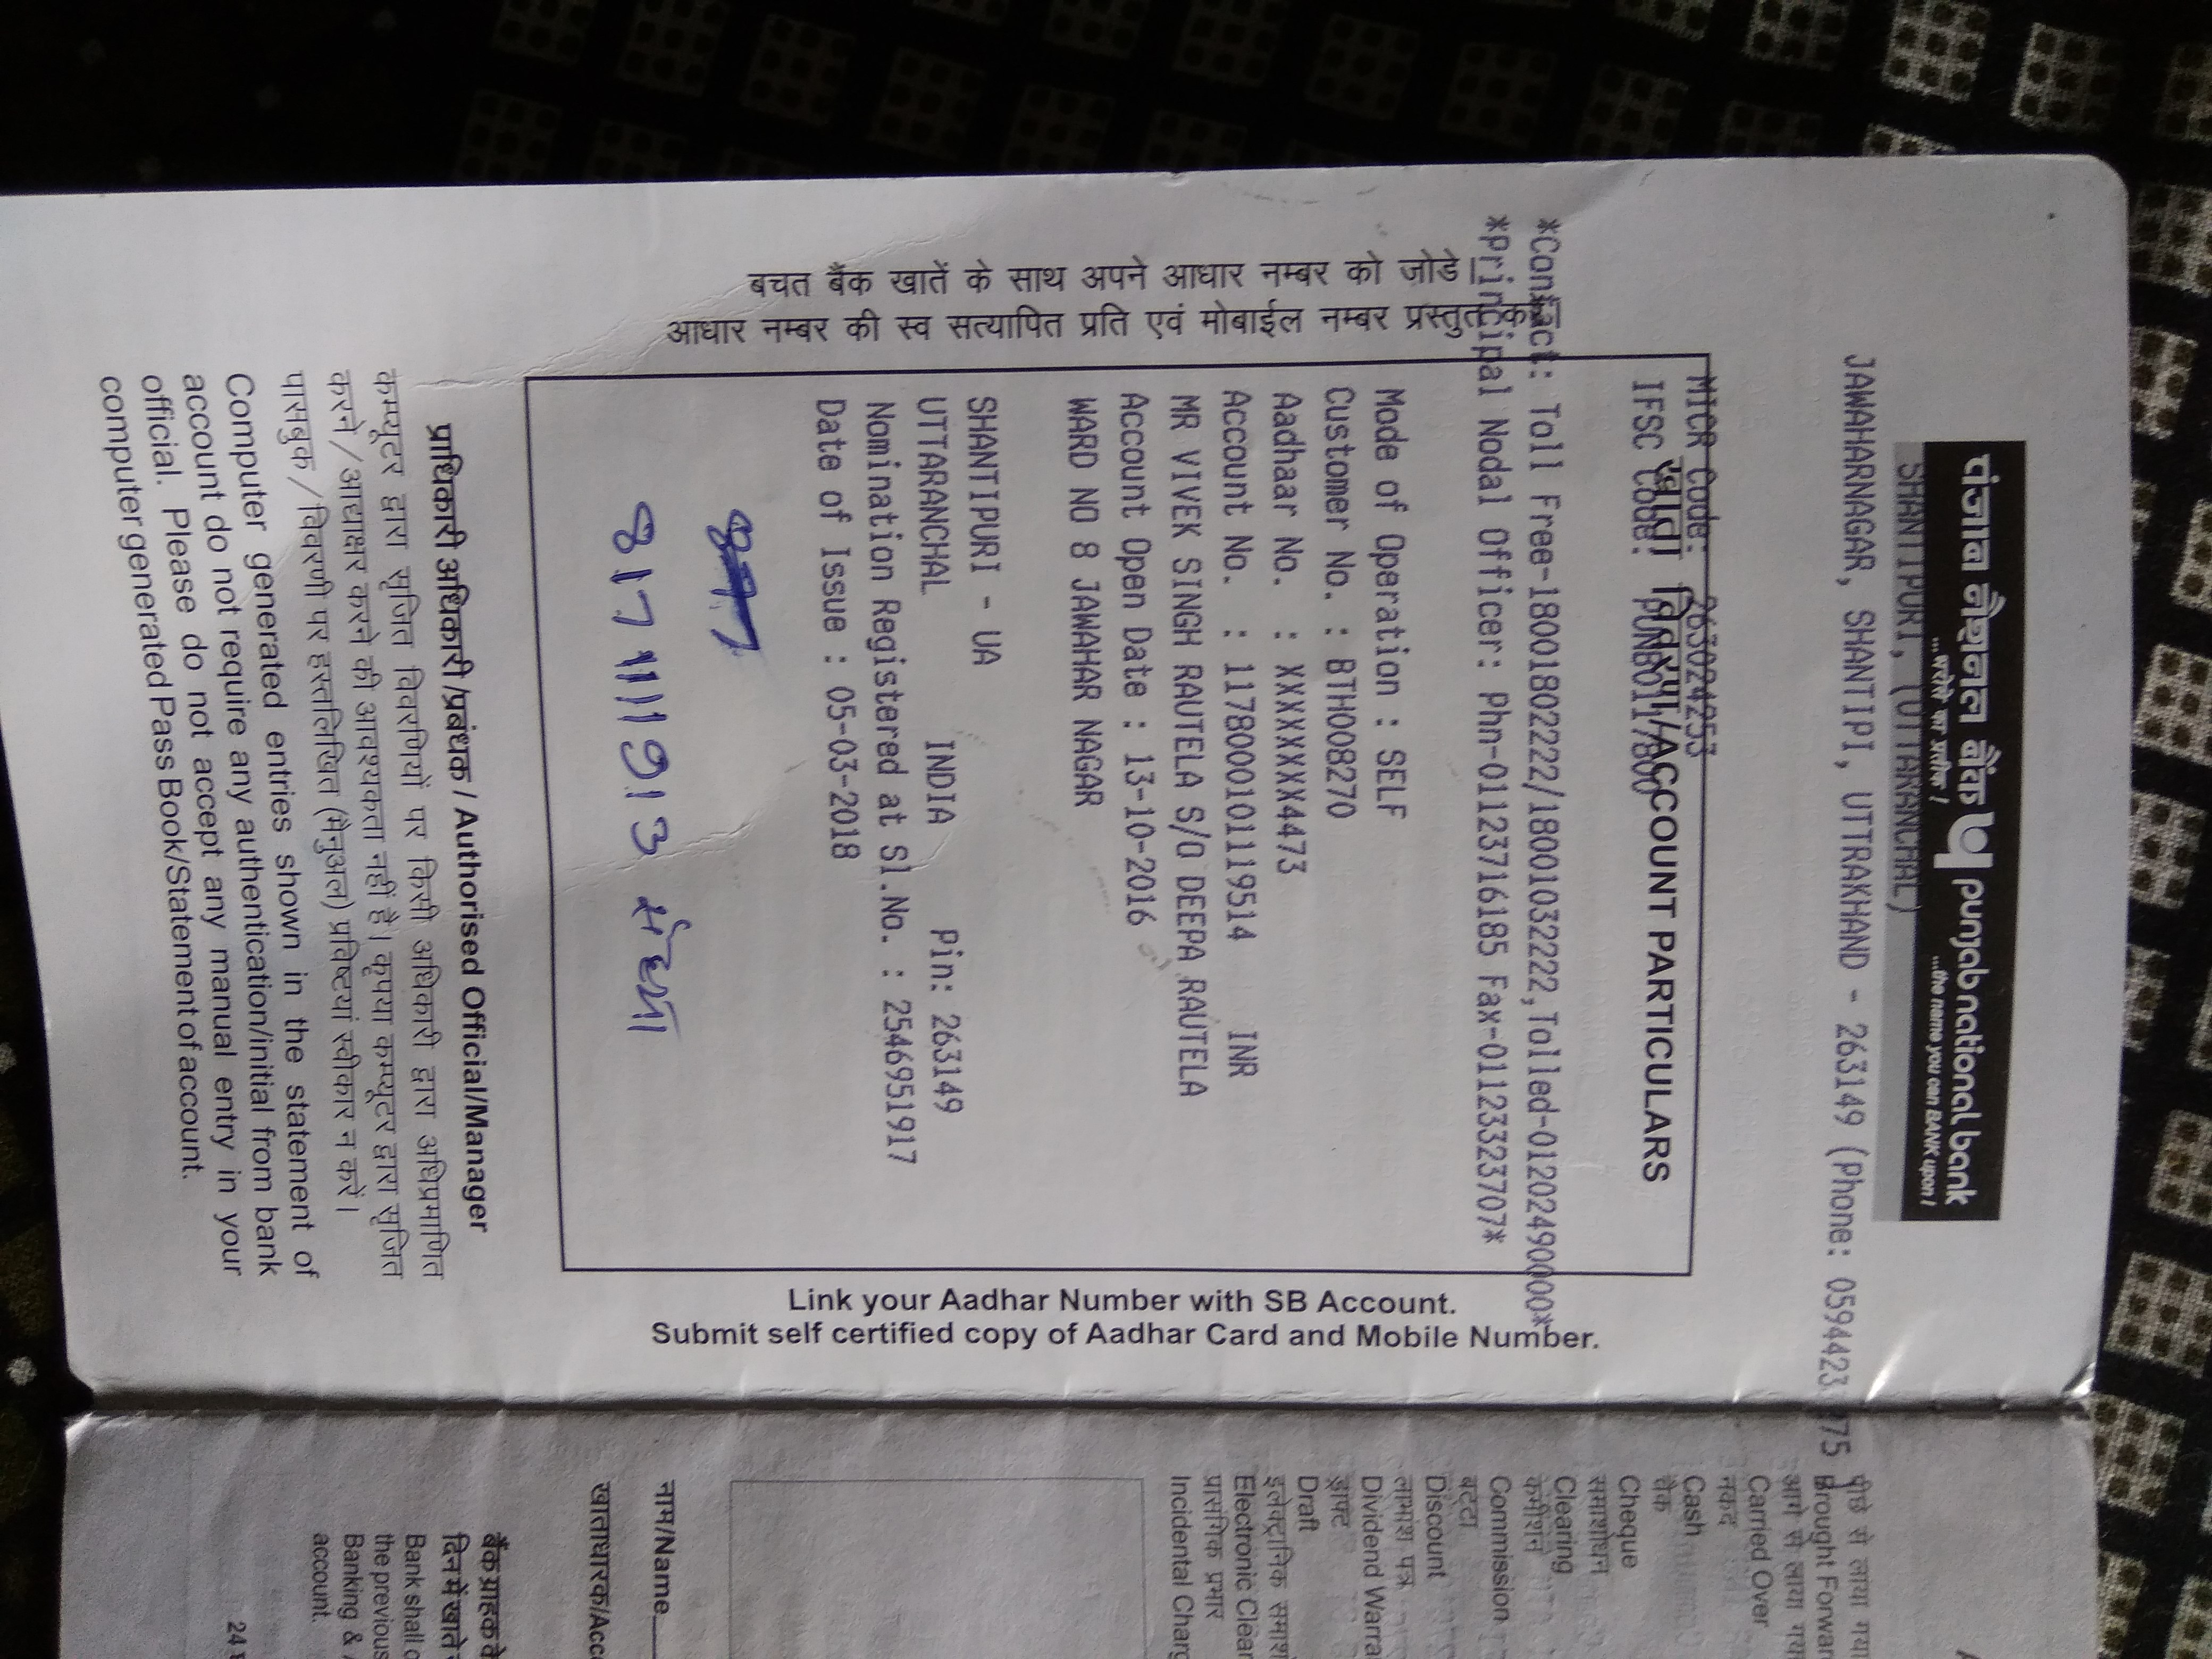 पंजाब नैशनल बैंक punjab national bank
...भरोसे का प्रतीक ! ...the name you can BANK upon !
SHANTIPURI, (UTTARANCHAL)
JAWAHARNAGAR, SHANTIPI, UTTRAKHAND - 263149 (Phone: 0594423 775
MICR Code: 263024253
खाता विवरण/ACCOUNT PARTICULARS
IFSC Code: PUNB0117800
*Contact: Toll Free-18001802222/18001032222,Tolled-01202490000*
*Principal Nodal Officer: Phn-01123716185 Fax-01123323707*
Mode of Operation : SELF
Customer No. : BTH008270
Aadhaar No. : XXXXXXXX4473
Account No. : 1178000101119514 INR
MR VIVEK SINGH RAUTELA S/O DEEPA RAUTELA
Account Open Date : 13-10-2016
WARD NO 8 JAWAHAR NAGAR
SHANTIPURI - UA
UTTARANCHAL INDIA Pin: 263149
Nomination Registered at Sl.No. : 2546951917
Date of Issue : 05-03-2018
प्राधिकारी अधिकारी /प्रबंधक / Authorised Official/Manager
कम्प्यूटर द्वारा सृजित विवरणियों पर किसी अधिकारी द्वारा अधिप्रमाणित
करने / आद्याक्षर करने की आवश्यकता नहीं है। कृपया कम्प्यूटर द्वारा सृजित
पासबुक / विवरणी पर हस्तलिखित (मैनुअल) प्रविष्टियां स्वीकार न करें।
Computer generated entries shown in the statement of
account do not require any authentication/initial from bank
official. Please do not accept any manual entry in your
computer generated Pass Book/Statement of account.
बचत बैंक खातें के साथ अपने आधार नम्बर को जोडे।
आधार नम्बर की स्व सत्यापित प्रति एवं मोबाईल नम्बर प्रस्तुत करें
Link your Aadhar Number with SB Account.
Submit self certified copy of Aadhar Card and Mobile Number.
पीछे से लाया गया
Brought Forward
आगे से लाया गया
Carried Over
नकद
Cash
चैक
Cheque
समाशोधन
Clearing
कमीशन
Commission
बट्टा
Discount
लाभांश पत्र
Dividend Warra
ड्राफ्ट
Draft
इलेक्ट्रानिक समाशो
Electronic Clear
प्रासंगिक प्रभार
Incidental Charg
नाम/Name
खाताधारक/Acc
बैंक ग्राहक के
दिन में खाते
Bank shall
the previous
Banking &
account.
24